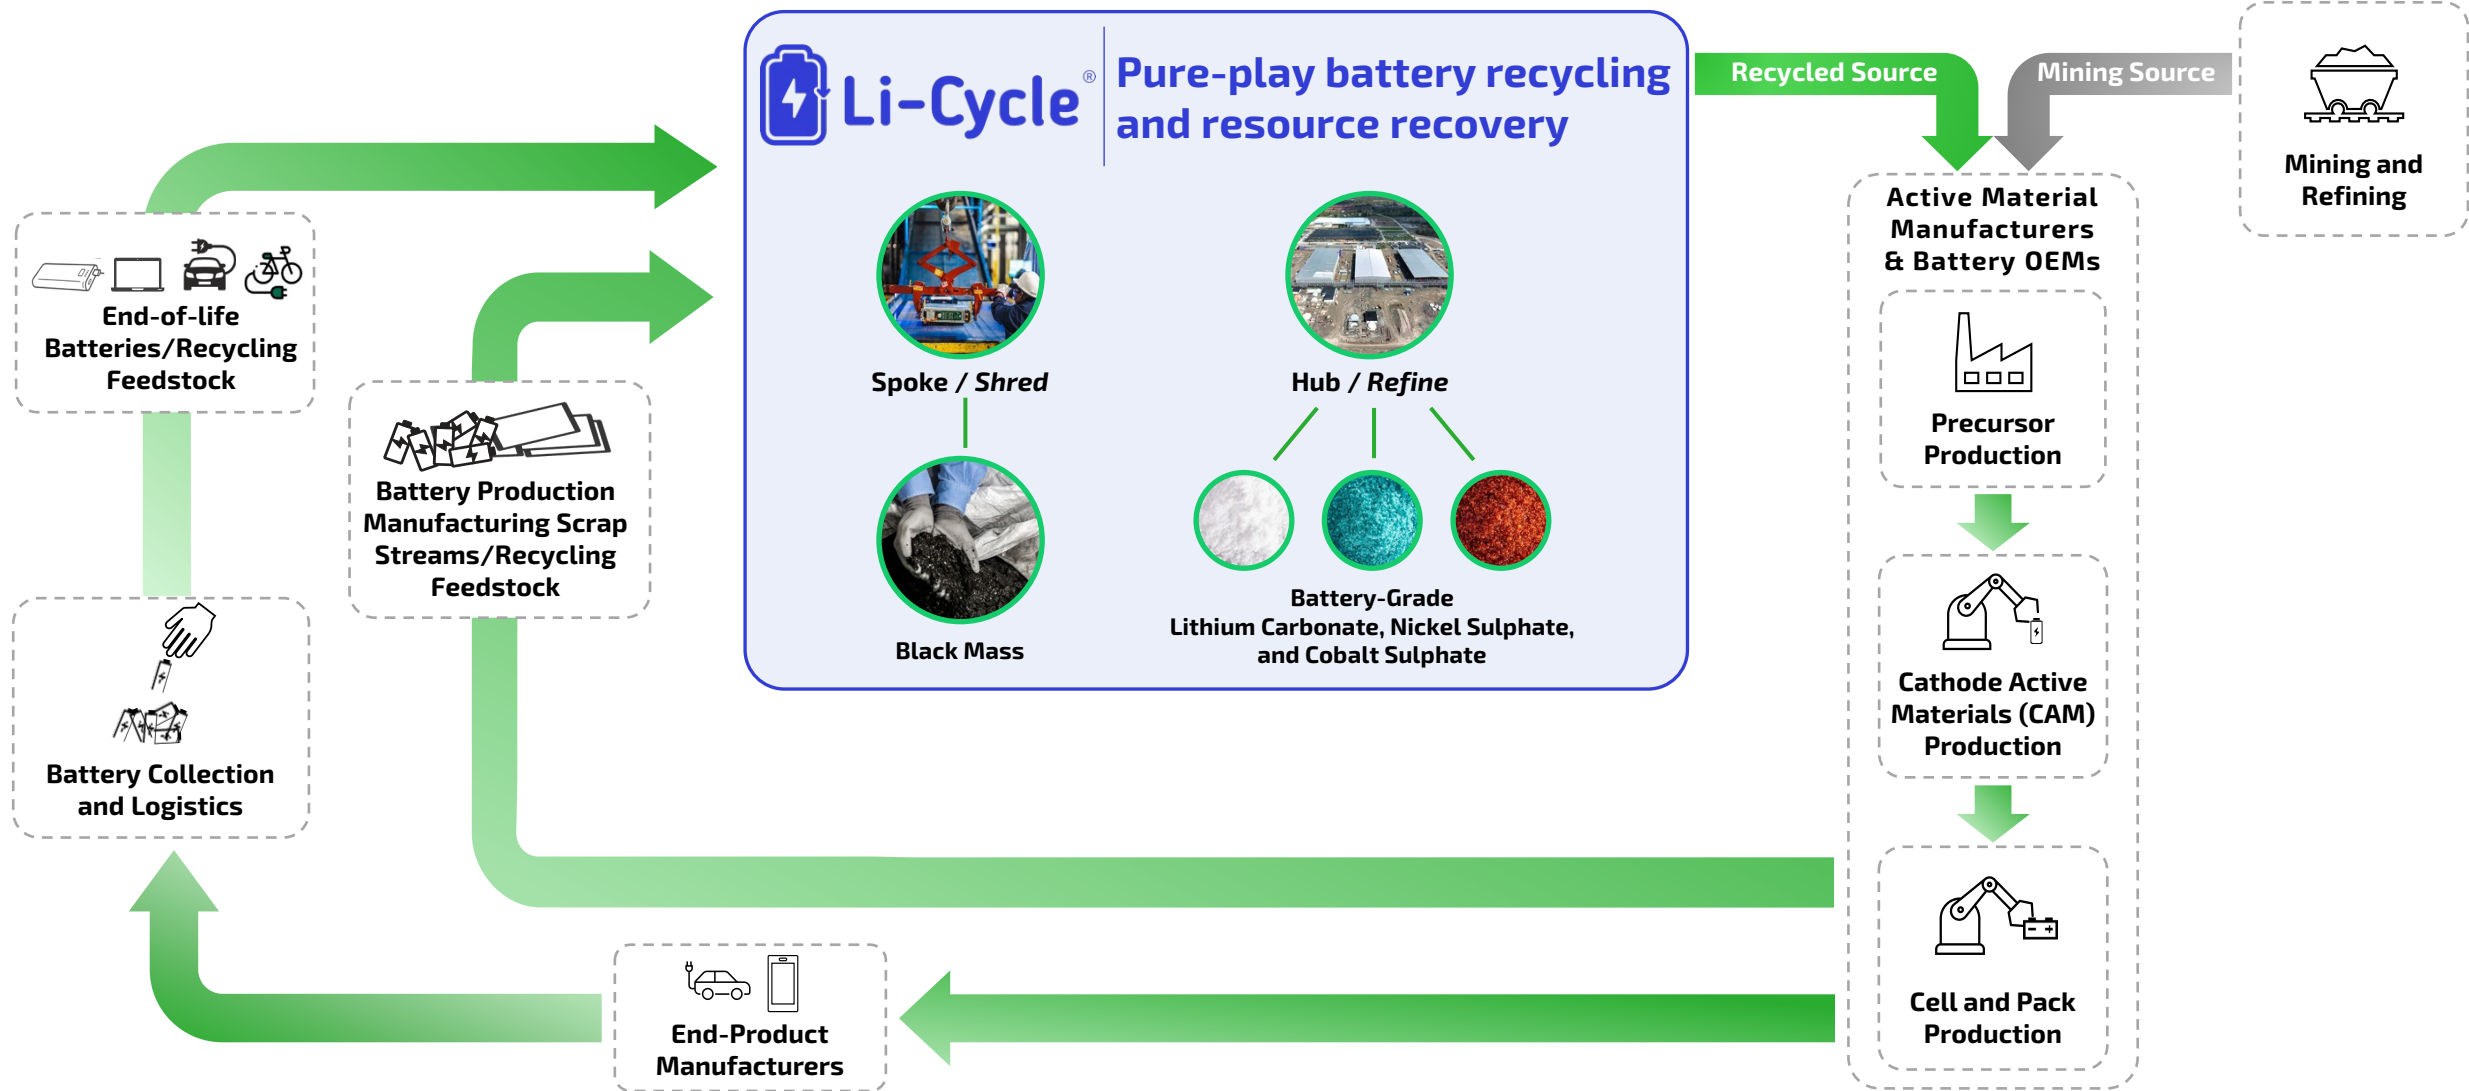 Li-Cycle®
Pure-play battery recycling
and resource recovery
Recycled Source
Mining Source
Mining and
Refining
Active Material
Manufacturers
& Battery OEMs
End-of-life
Batteries/Recycling
Feedstock
Spoke / Shred
Hub / Refine
Precursor
Production
Battery Production
Manufacturing Scrap
Streams/Recycling
Feedstock
Black Mass
Battery-Grade
Lithium Carbonate, Nickel Sulphate,
and Cobalt Sulphate
Cathode Active
Materials (CAM)
Production
Battery Collection
and Logistics
Cell and Pack
Production
End-Product
Manufacturers